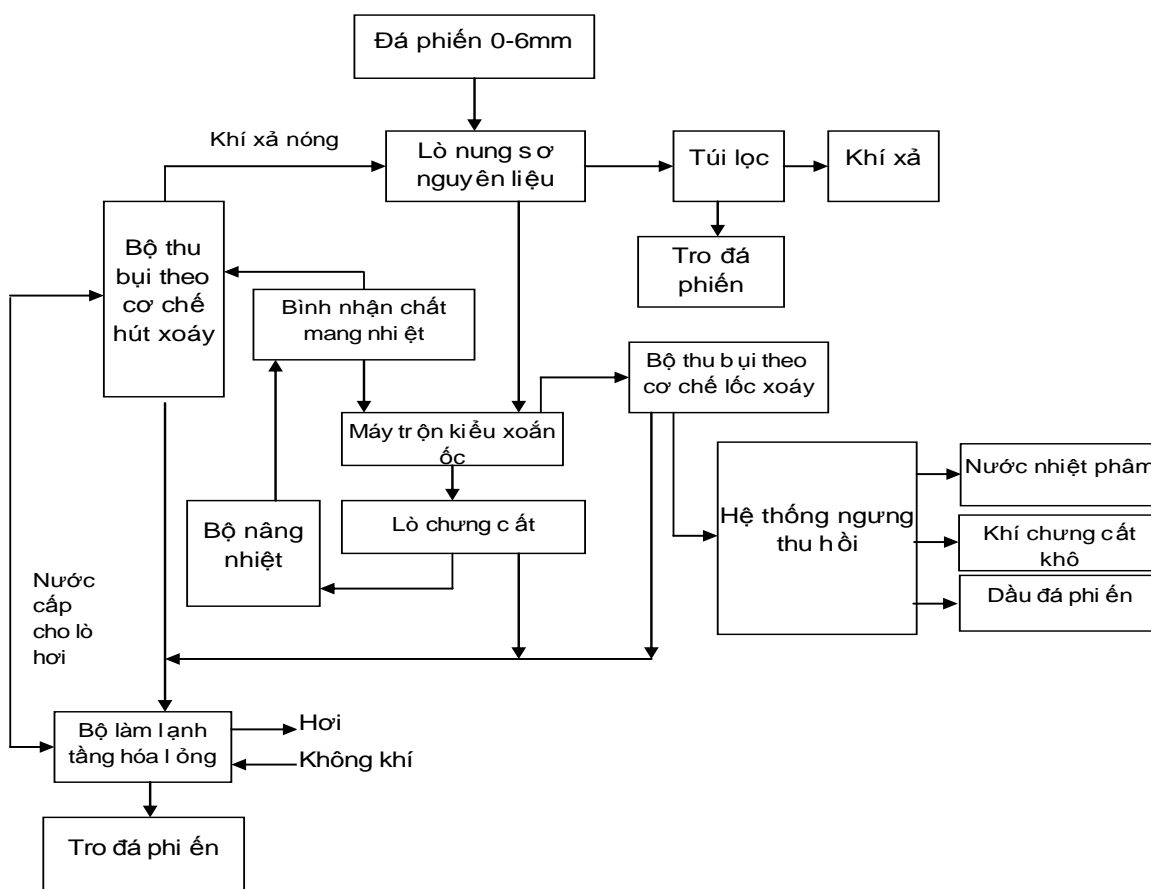 Đá phiến 0-6mm
Khí xả nóng
Lò nung sơ
nguyên liệu
Túi lọc
Khí xả
Bộ thu
bụi theo
cơ chế
hút xoáy
Tro đá
phiến
Bình nhận chất
mang nhiệt
Bộ thu bụi theo
cơ chế lốc xoáy
Máy trộn kiểu xoắn
ốc
Nước nhiệt phâm
Bộ nâng
nhiệt
Lò chưng cất
Hệ thống ngưng
thu hồi
Khí chưng cất
khô
Dầu đá phiến
Nước
cấp
cho lò
hơi
Bộ làm lạnh
tầng hóa lỏng
Hơi
Không khí
Tro đá phiến